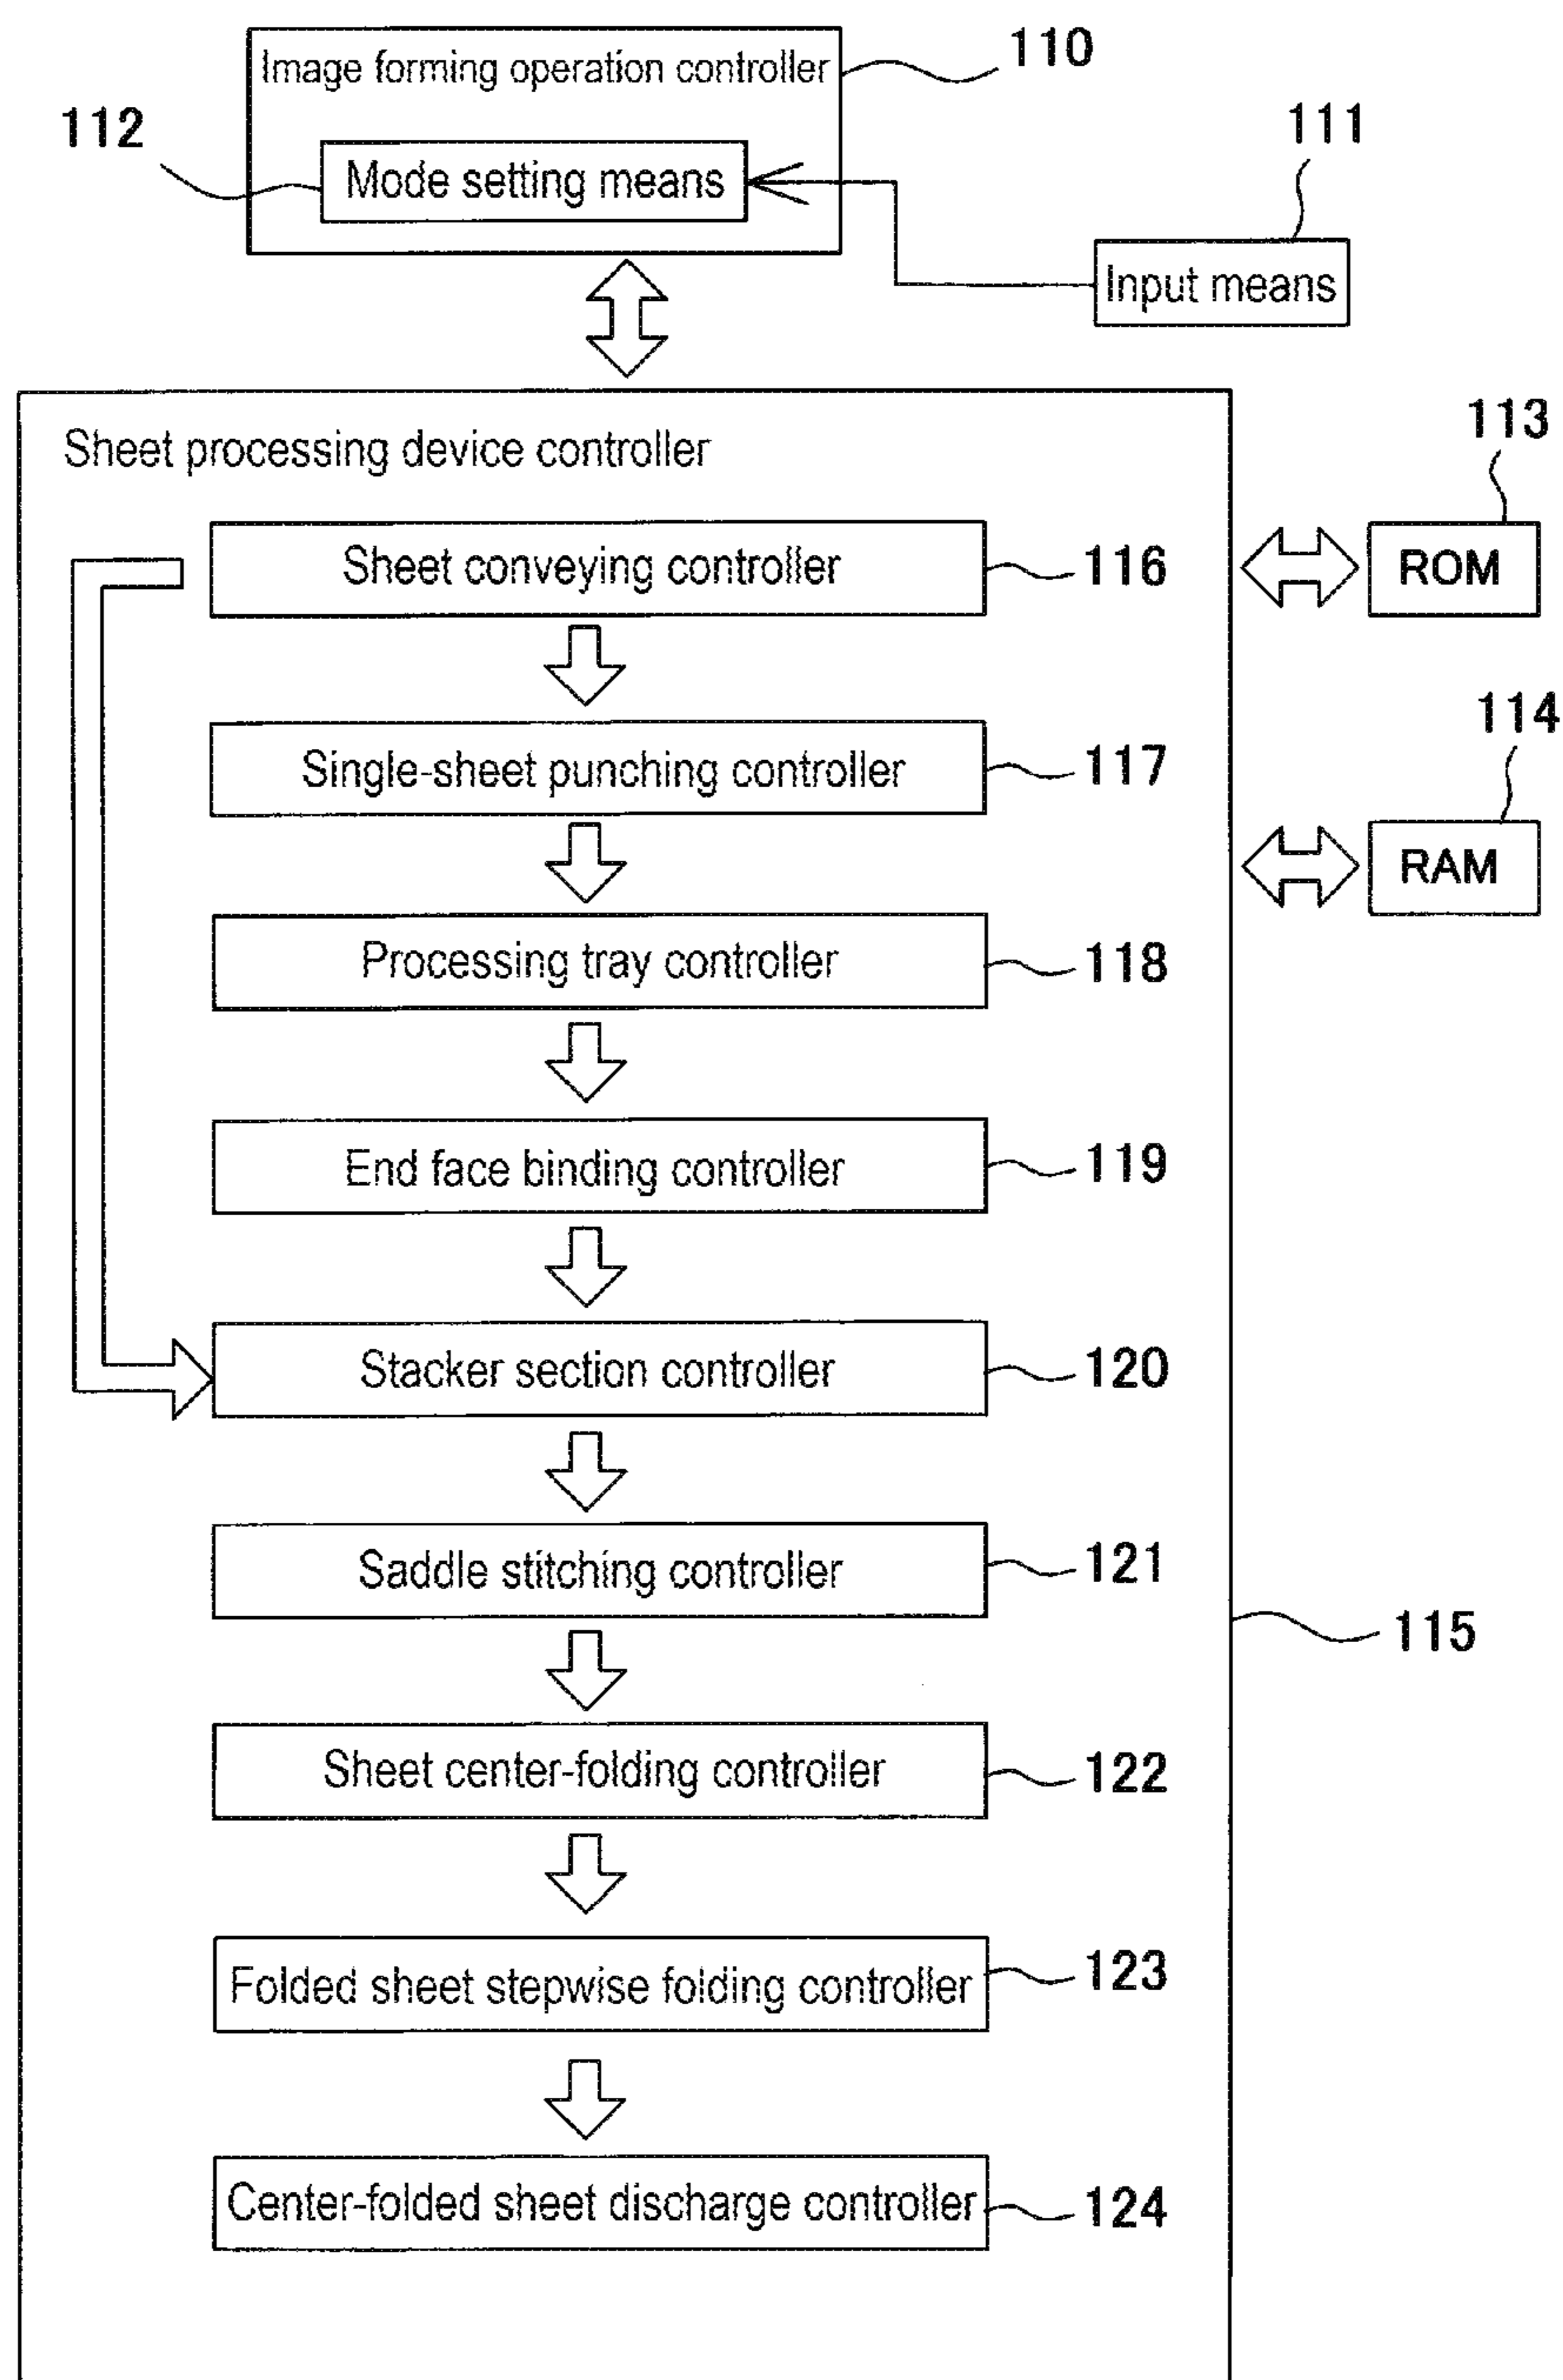 Image forming operation controller
110
112
Mode setting means
111
Input means
Sheet processing device controller
113
Sheet conveying controller
116
ROM
114
Single-sheet punching controller
117
RAM
Processing tray controller
118
End face binding controller
119
Stacker section controller
120
Saddle stitching controller
121
115
Sheet center-folding controller
122
Folded sheet stepwise folding controller
123
Center-folded sheet discharge controller
124